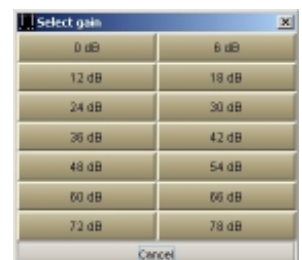 Select gain
0 dB 6 dB
12 dB 18 dB
24 dB 30 dB
36 dB 42 dB
48 dB 54 dB
60 dB 66 dB
72 dB 78 dB
Cancel